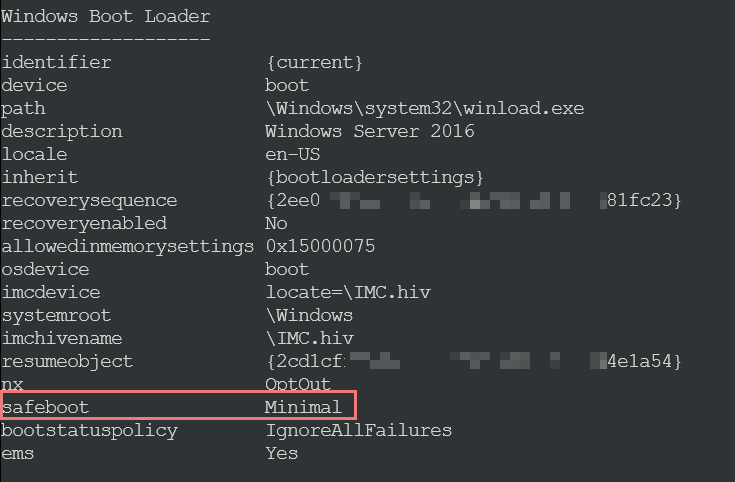 Windows Boot Loader
-------------------
identifier {current}
device boot
path \Windows\system32\winload.exe
description Windows Server 2016
locale en-US
inherit {bootloadersettings}
recoverysequence {2ee0 81fc23}
recoveryenabled No
allowedinmemorysettings 0x15000075
osdevice boot
imcdevice locate=\IMC.hiv
systemroot \Windows
imchivename \IMC.hiv
resumeobject {2cd1cf 4e1a54}
nx OptOut
safeboot Minimal
bootstatuspolicy IgnoreAllFailures
ems Yes